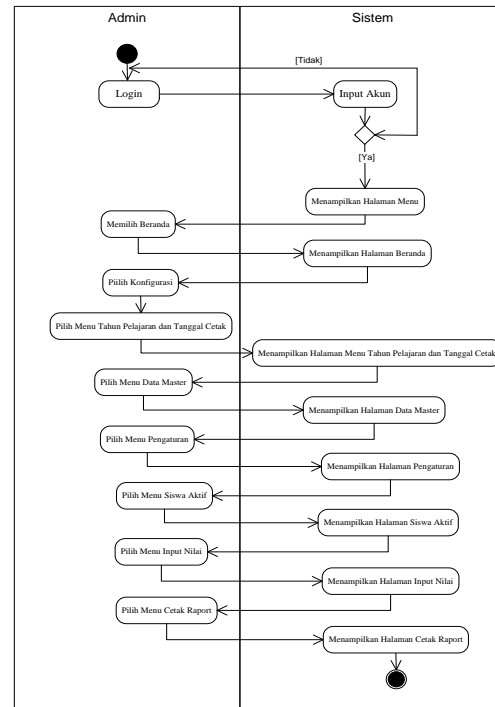 Admin
Sistem
[Tidak]
Login
Input Akun
[Ya]
Menampilkan Halaman Menu
Memilih Beranda
Menampilkan Halaman Beranda
Piilih Konfigurasi
Pilih Menu Tahun Pelajaran dan Tanggal Cetak
Menampilkan Halaman Menu Tahun Pelajaran dan Tanggal Cetak
Pilih Menu Data Master
Menampilkan Halaman Data Master
Pilih Menu Pengaturan
Menampilkan Halaman Pengaturan
Pilih Menu Siswa Aktif
Menampilkan Halaman Siswa Aktif
Pilih Menu Input Nilai
Menampilkan Halaman Input Nilai
Pilih Menu Cetak Raport
Menampilkan Halaman Cetak Raport